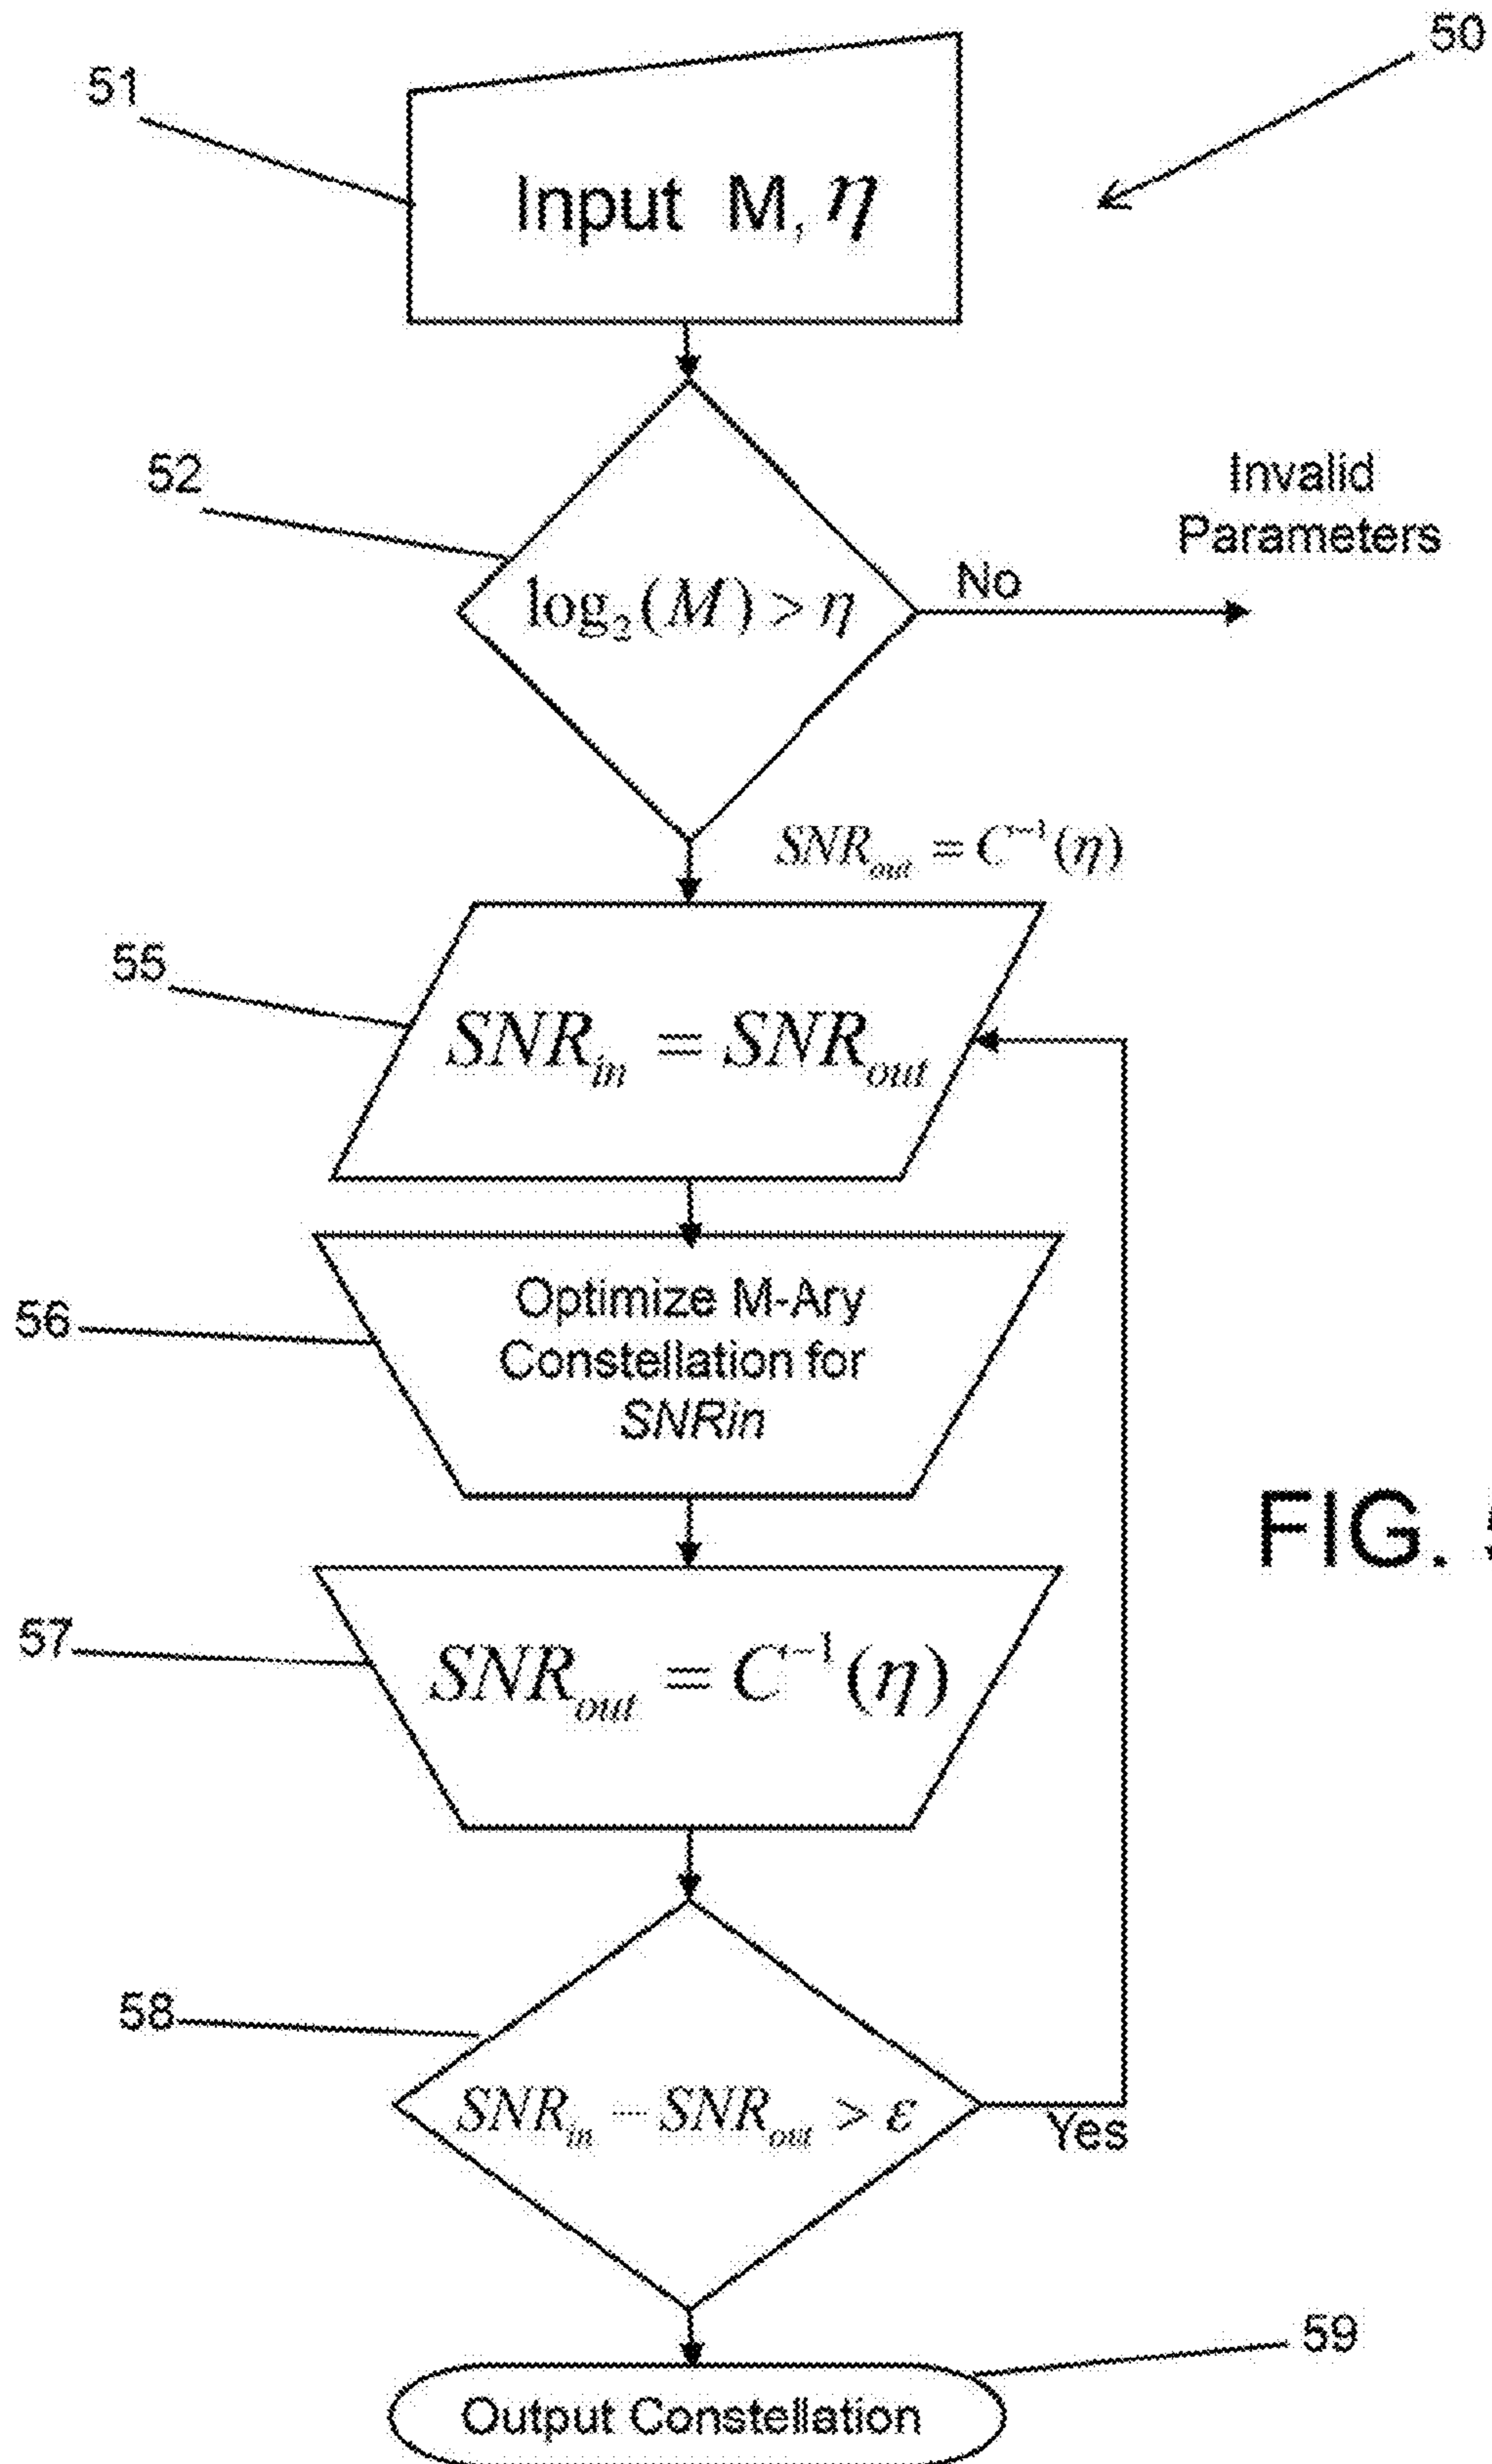 50
51
Input M, η
52
Invalid
Parameters
log₂(M) > η
No
SNR_out = C⁻¹(η)
55
SNR_in = SNR_out
56
Optimize M-Ary
Constellation for
SNRin
FIG.
57
SNR_out = C⁻¹(η)
58
SNR_in - SNR_out > ε
Yes
59
Output Constellation